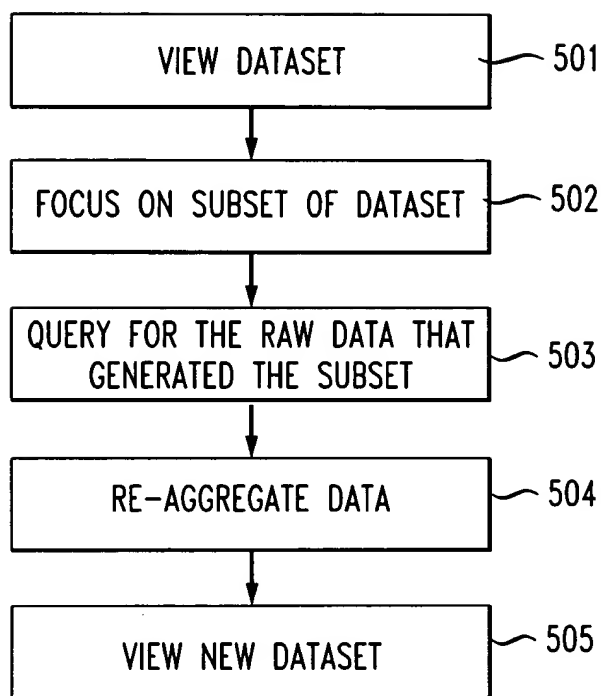 VIEW DATASET
501
FOCUS ON SUBSET OF DATASET
502
QUERY FOR THE RAW DATA THAT
GENERATED THE SUBSET
503
RE-AGGREGATE DATA
504
VIEW NEW DATASET
505